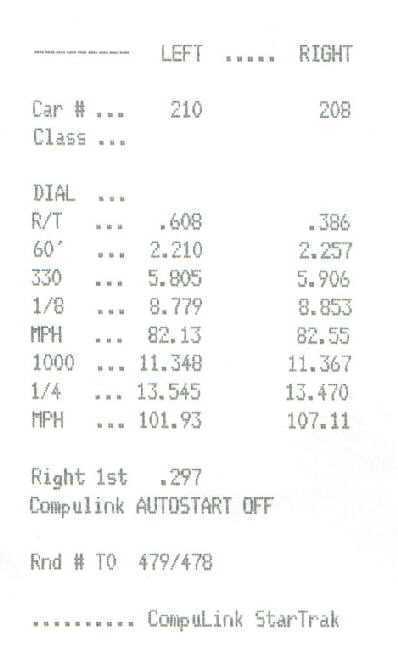 ---------- LEFT ..... RIGHT
Car # ... 210 208
Class ...
DIAL ...
R/T ... .608 .386
60' ... 2.210 2.257
330 ... 5.805 5.906
1/8 ... 8.779 8.853
MPH ... 82.13 82.55
1000 ... 11.348 11.367
1/4 ... 13.545 13.470
MPH ... 101.93 107.11
Right 1st .297
Compulink AUTOSTART OFF
Rnd # T0 479/478
.......... CompuLink StarTrak